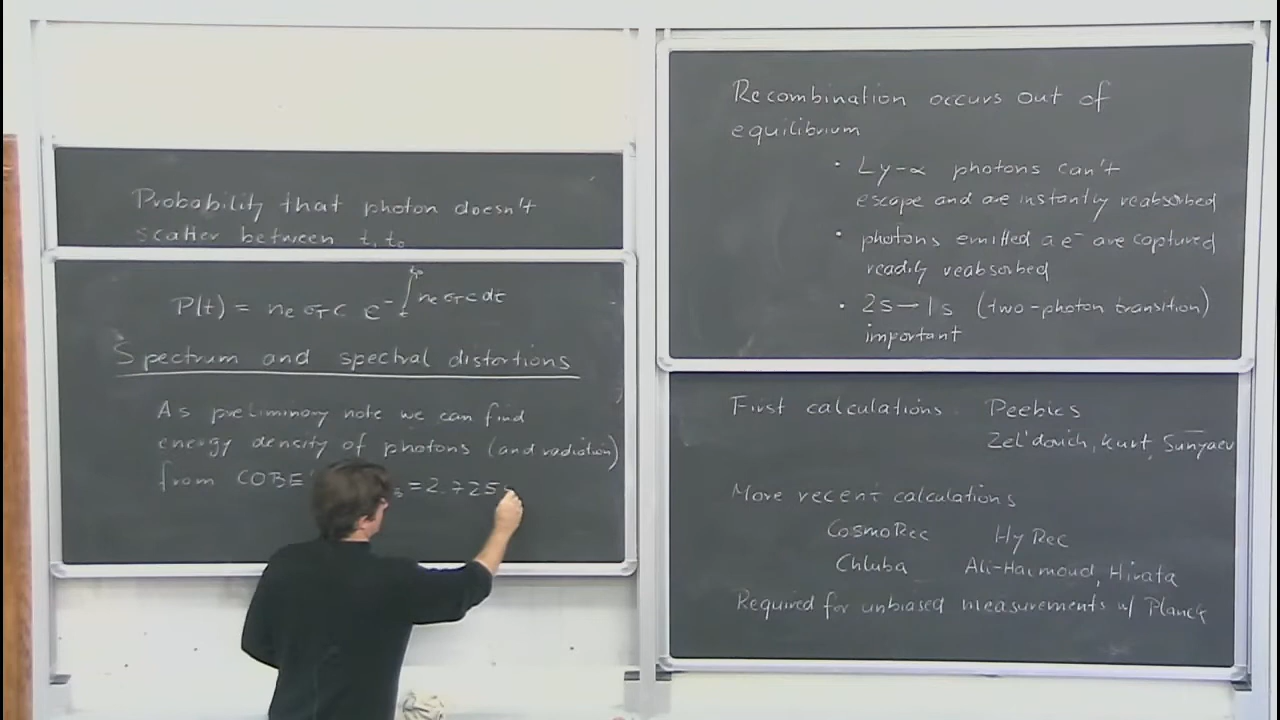 Probability that photon doesn't
scatter between t, t₀
P(t) = nₑ σ_T c e^{-∫_t^{t₀} nₑ σ_T c dt}
Spectrum and spectral distortions
As preliminary note we can find
energy density of photons (and radiation)
from COBE = 2.725
Recombination occurs out of
equilibrium
• Ly-α photons can't
escape and are instantly reabsorbed
• photons emitted as e⁻ are captured
readily reabsorbed
• 2s→1s (two-photon transition)
important
First calculations Peebles
Zel'dovich, Kurt, Sunyaev
More recent calculations
CosmoRec HyRec
Chluba Ali-Haimoud, Hirata
Required for unbiased measurements w/ Planck